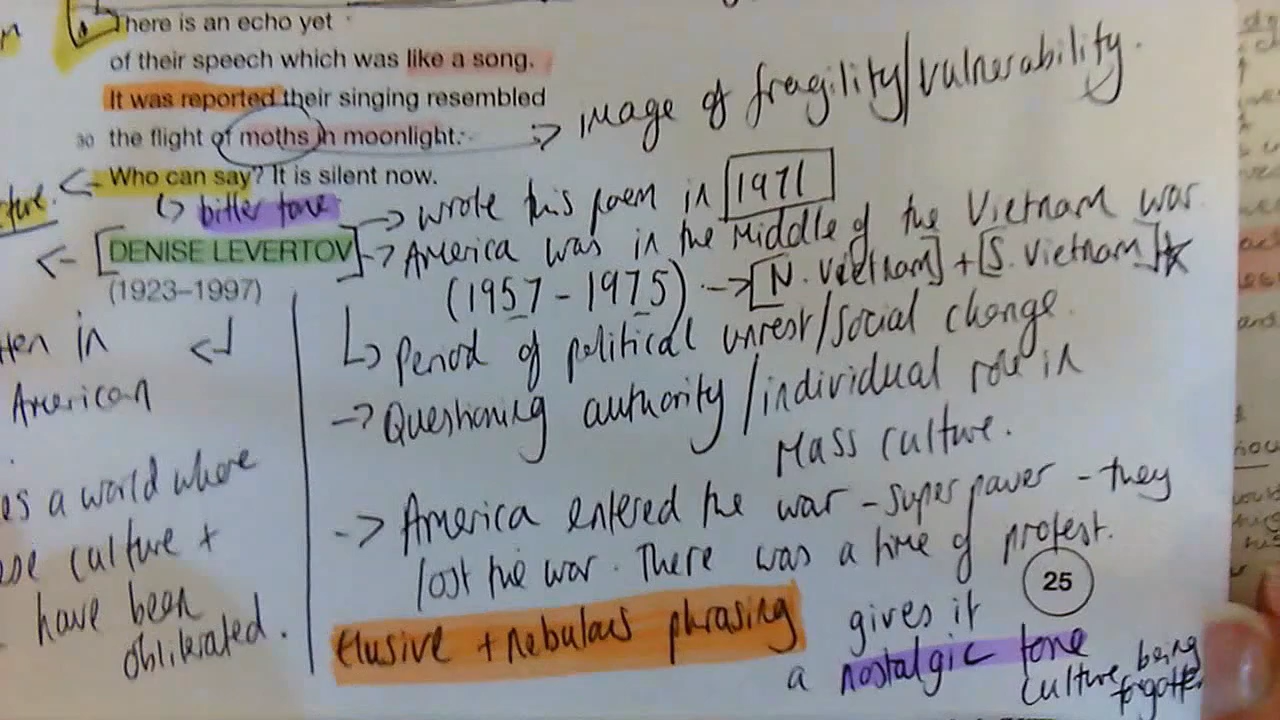 There is an echo yet
of their speech which was like a song.
It was reported their singing resembled
30 the flight of moths in moonlight.
-> image of fragility/vulnerability.
Who can say? It is silent now.
bitter tone
DENISE LEVERTOV
(1923–1997)
-> wrote this poem in 1971
-> America was in the Middle of the Vietnam war
(1957 - 1975) -> [N. Vietnam] + [S. Vietnam]
Period of political unrest/social change.
-> Questioning authority/individual role in
Mass culture.
-> America entered the war - super power - they
lost the war. There was a time of protest.
25
Elusive + nebulous phrasing gives it
a nostalgic tone
culture being
forgotten
in
American
a world where
culture +
have been
obliterated.